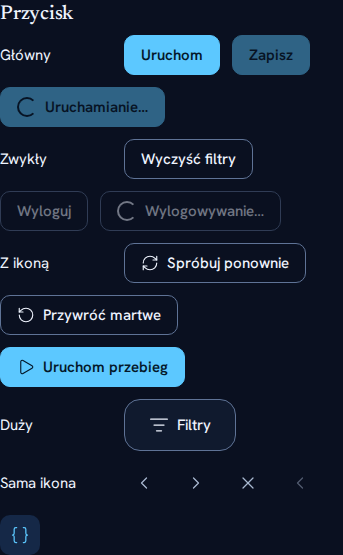 Przycisk
Główny Uruchom Zapisz
Uruchamianie...
Zwykły Wyczyść filtry
Wyloguj Wylogowywanie...
Z ikoną Spróbuj ponownie
Przywróć martwe
Uruchom przebieg
Duży Filtry
Sama ikona
{ }